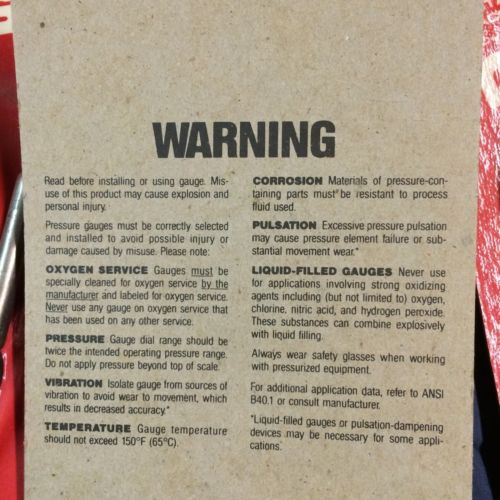 WARNING
Read before installing or using gauge. Mis-
use of this product may cause explosion and
personal injury.
Pressure gauges must be correctly selected
and installed to avoid possible injury or
damage caused by misuse. Please note:
OXYGEN SERVICE Gauges must be
specially cleaned for oxygen service by the
manufacturer and labeled for oxygen service.
Never use any gauge on oxygen service that
has been used on any other service.
PRESSURE Gauge dial range should be
twice the intended operating pressure range.
Do not apply pressure beyond top of scale.
VIBRATION Isolate gauge from sources of
vibration to avoid wear to movement, which
results in decreased accuracy.*
TEMPERATURE Gauge temperature
should not exceed 150°F (65°C).
CORROSION Materials of pressure-con-
taining parts must be resistant to process
fluid used.
PULSATION Excessive pressure pulsation
may cause pressure element failure or sub-
stantial movement wear.*
LIQUID-FILLED GAUGES Never use
for applications involving strong oxidizing
agents including (but not limited to) oxygen,
chlorine, nitric acid, and hydrogen peroxide.
These substances can combine explosively
with liquid filling.
Always wear safety glasses when working
with pressurized equipment.
For additional application data, refer to ANSI
B40.1 or consult manufacturer.
*Liquid-filled gauges or pulsation-dampening
devices may be necessary for some appli-
cations.